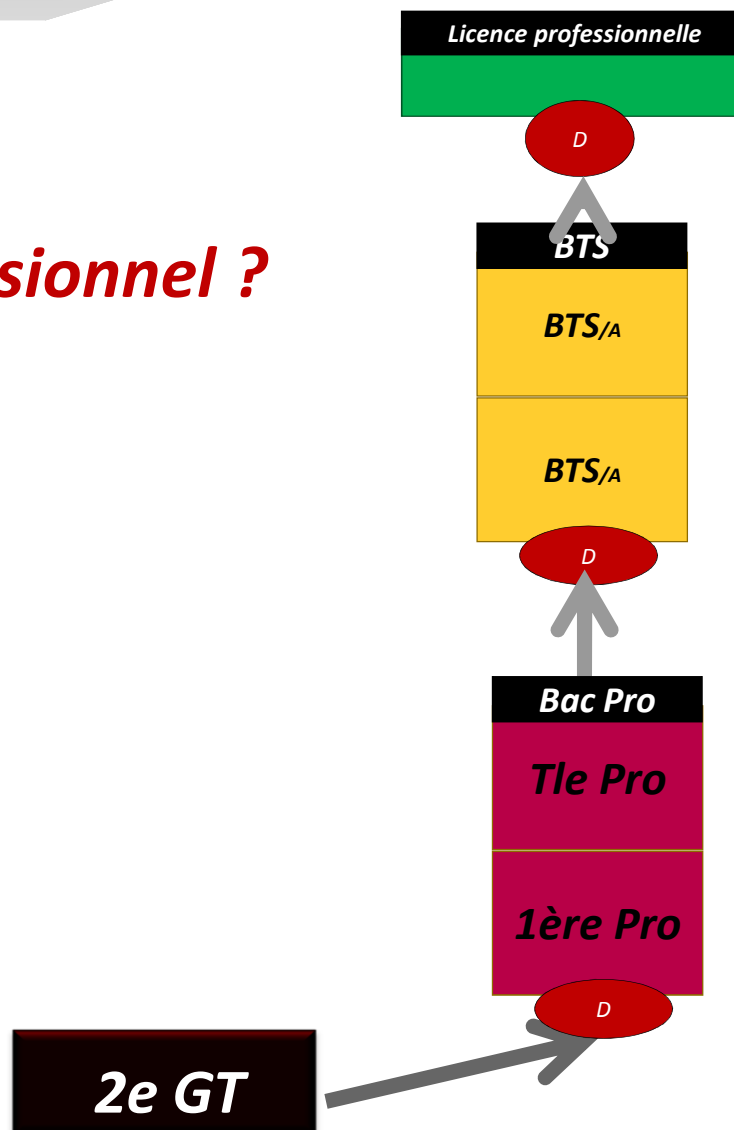 Licence professionnelle
D
sionnel ?
BTS
BTS/A
BTS/A
D
Bac Pro
Tle Pro
1ère Pro
D
2e GT